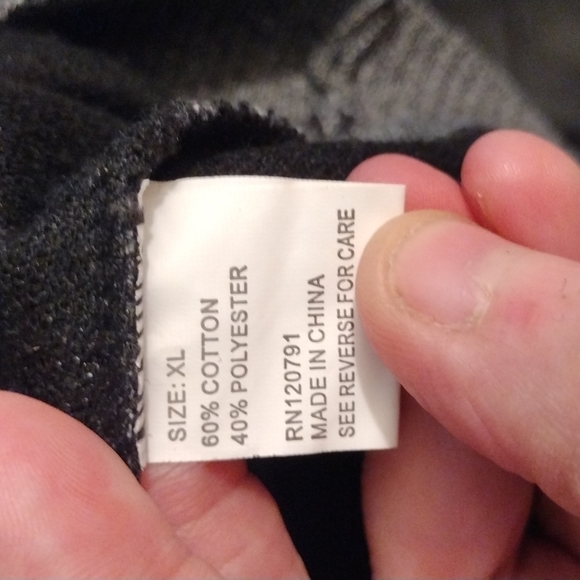 SIZE: XL
60% COTTON
40% POLYESTER
RN120791
MADE IN CHINA
SEE REVERSE FOR CARE